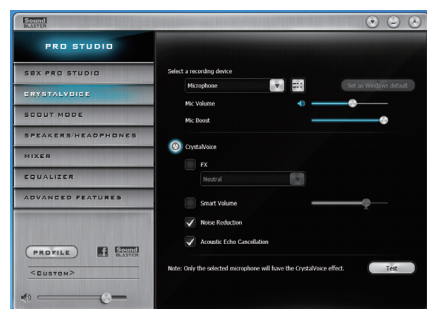 Sound
BLASTER
PRO STUDIO
SBX PRO STUDIO
CRYSTALVOICE
SCOUT MODE
SPEAKERS/HEADPHONES
MIXER
EQUALIZER
ADVANCED FEATURES
PROFILE
f
Sound
BLASTER
<CUSTOM>
Select a recording device
Microphone
Set as Windows default
Mic Volume
Mic Boost
CrystalVoice
FX
Neutral
Smart Volume
Noise Reduction
Acoustic Echo Cancellation
Note: Only the selected microphone will have the CrystalVoice effect.
Test